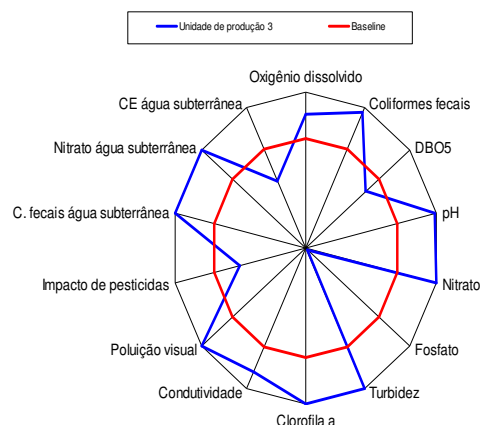 Unidade de produção 3
Baseline
Oxigênio dissolvido
CE água subterrânea
Coliformes fecais
Nitrato água subterrânea
DBO5
C. fecais água subterrânea
pH
Impacto de pesticidas
Nitrato
Poluição visual
Fosfato
Condutividade
Turbidez
Clorofila a